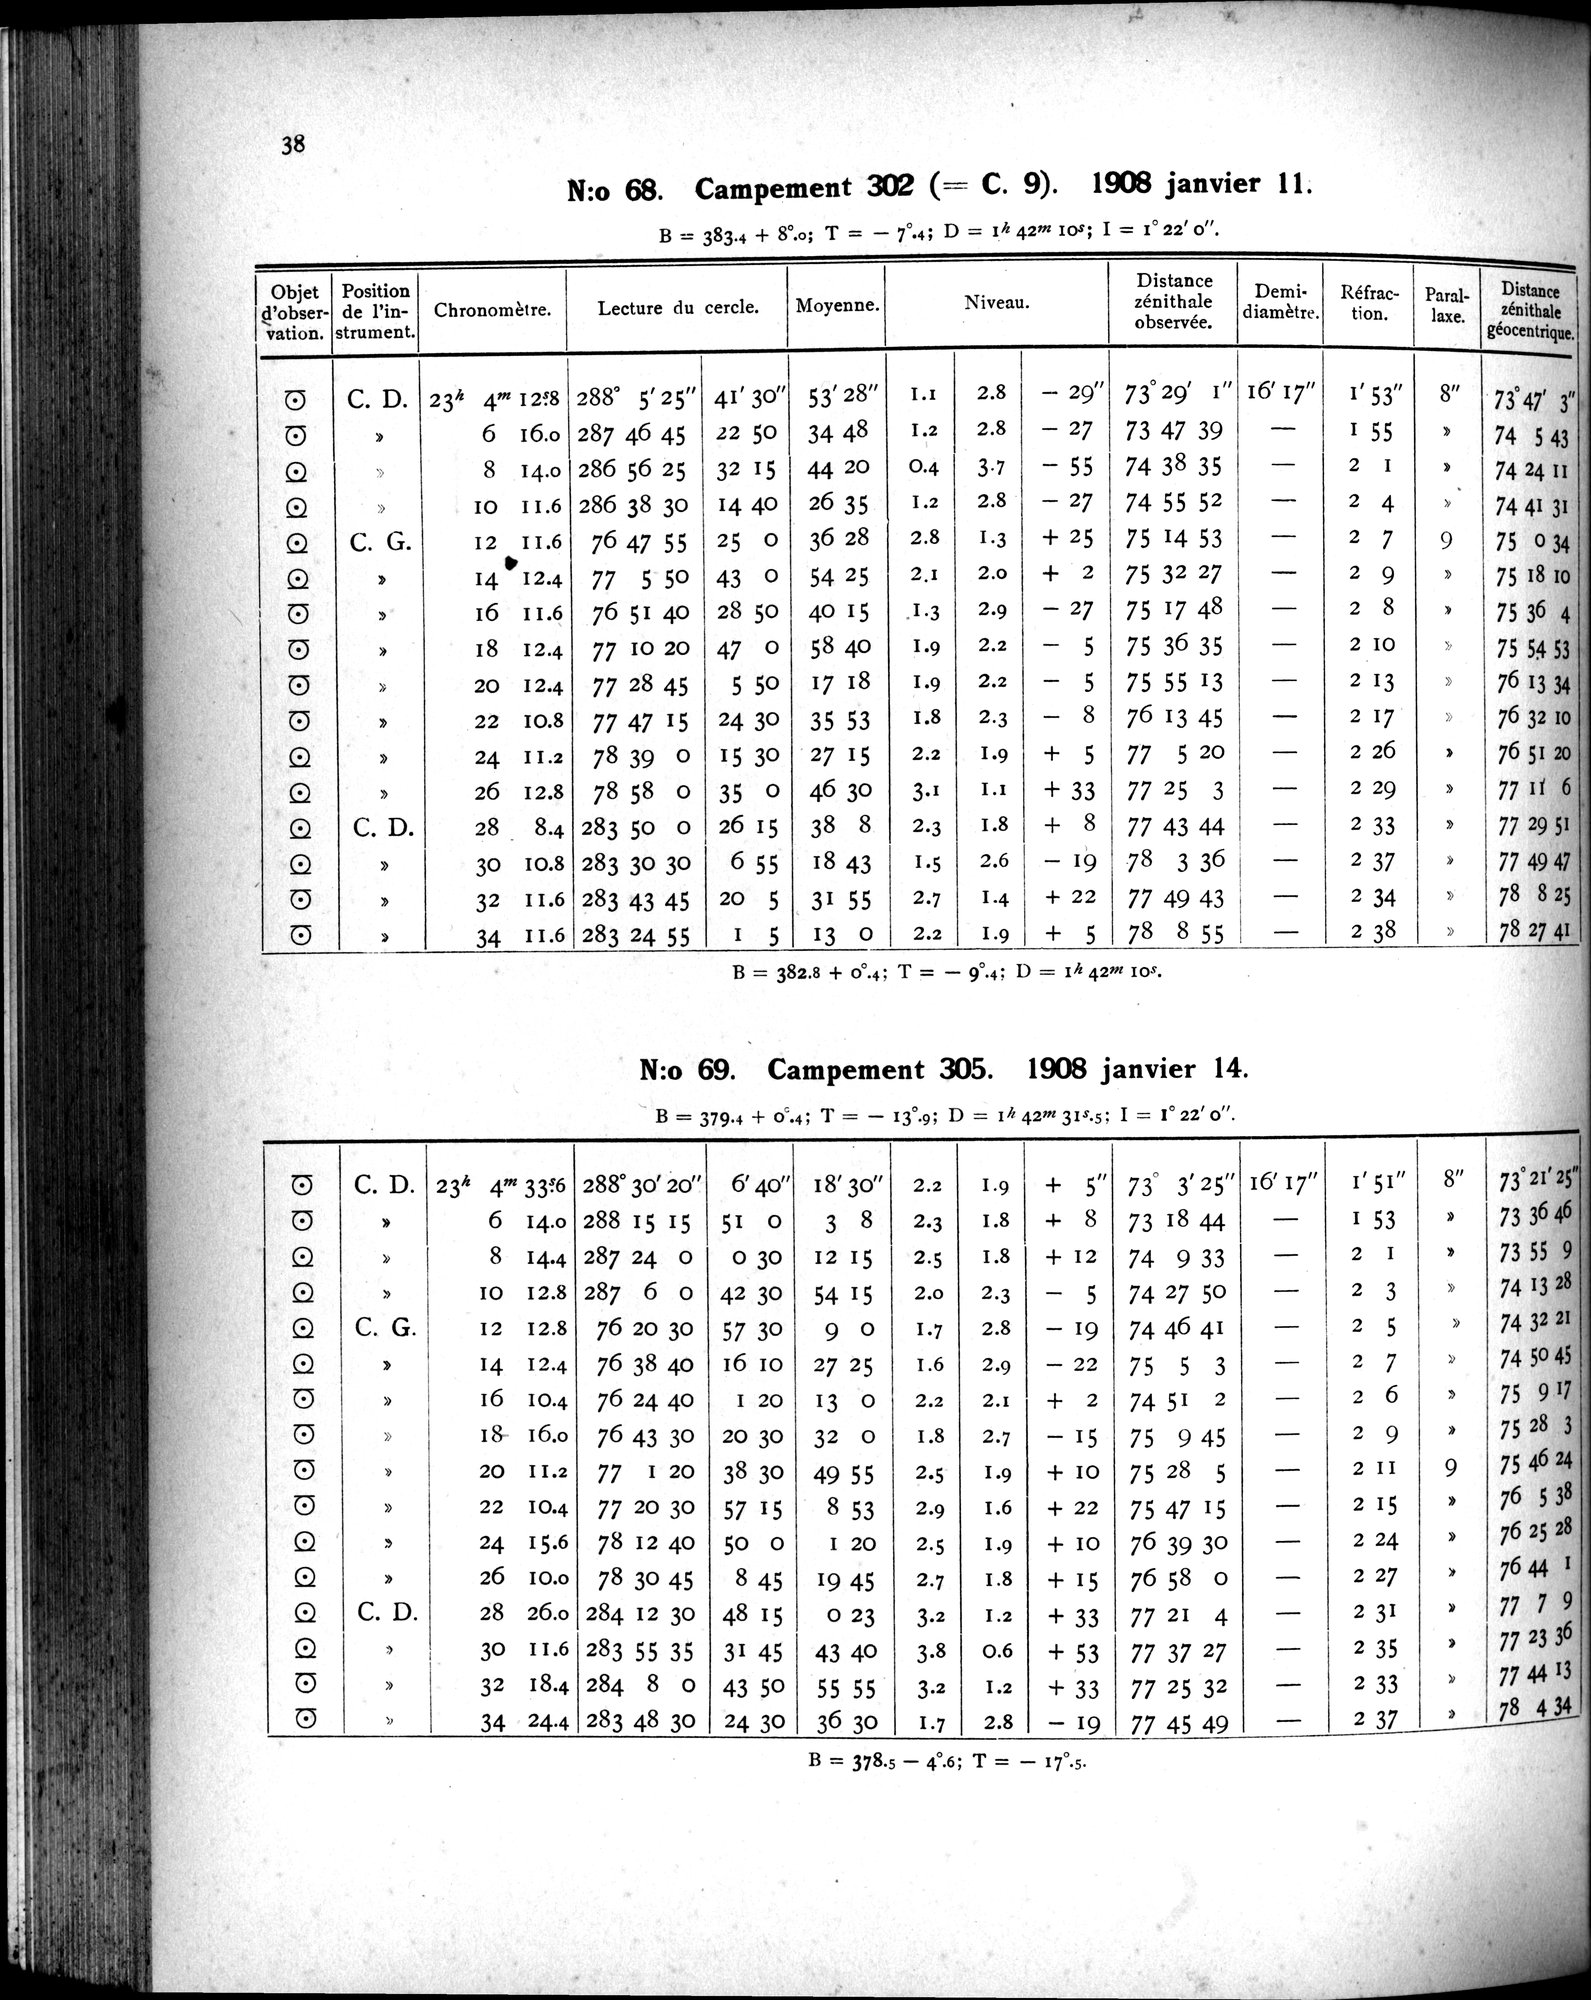 38
N:o 68. Campement 302 (= C. 9). 1908 janvier 11.
B = 383.4 + 8°.0; T = — 7°.4; D = 1h 42m 10s; I = 1° 22′ 0″.
Objet d'obser-vation. Position de l'in-strument. Chronomètre. Lecture du cercle. Moyenne. Niveau. Distance zénithale observée. Demi-diamètre. Réfrac-tion. Paral-laxe. Distance zénithale géocentrique.
C. D. 23h 4m 12s.8 288° 5′ 25″ 41′ 30″ 53′ 28″ 1.1 2.8 — 29″ 73° 29′ 1″ 16′ 17″ 1′ 53″ 8″ 73° 47′ 3″
» 6 16.0 287 46 45 22 50 34 48 1.2 2.8 — 27 73 47 39 — 1 55 » 74 5 43
» 8 14.0 286 56 25 32 15 44 20 0.4 3.7 — 55 74 38 35 — 2 1 » 74 24 11
» 10 11.6 286 38 30 14 40 26 35 1.2 2.8 — 27 74 55 52 — 2 4 » 74 41 31
C. G. 12 11.6 76 47 55 25 0 36 28 2.8 1.3 + 25 75 14 53 — 2 7 9 75 0 34
» 14 12.4 77 5 50 43 0 54 25 2.1 2.0 + 2 75 32 27 — 2 9 » 75 18 10
» 16 11.6 76 51 40 28 50 40 15 1.3 2.9 — 27 75 17 48 — 2 8 » 75 36 4
» 18 12.4 77 10 20 47 0 58 40 1.9 2.2 — 5 75 36 35 — 2 10 » 75 54 53
» 20 12.4 77 28 45 5 50 17 18 1.9 2.2 — 5 75 55 13 — 2 13 » 76 13 34
» 22 10.8 77 47 15 24 30 35 53 1.8 2.3 — 8 76 13 45 — 2 17 » 76 32 10
» 24 11.2 78 39 0 15 30 27 15 2.2 1.9 + 5 77 5 20 — 2 26 » 76 51 20
» 26 12.8 78 58 0 35 0 46 30 3.1 1.1 + 33 77 25 3 — 2 29 » 77 11 6
C. D. 28 8.4 283 50 0 26 15 38 8 2.3 1.8 + 8 77 43 44 — 2 33 » 77 29 51
» 30 10.8 283 30 30 6 55 18 43 1.5 2.6 — 19 78 3 36 — 2 37 » 77 49 47
» 32 11.6 283 43 45 20 5 31 55 2.7 1.4 + 22 77 49 43 — 2 34 » 78 8 25
» 34 11.6 283 24 55 1 5 13 0 2.2 1.9 + 5 78 8 55 — 2 38 » 78 27 41
B = 382.8 + 0°.4; T = — 9°.4; D = 1h 42m 10s.
N:o 69. Campement 305. 1908 janvier 14.
B = 379.4 + 0°.4; T = — 13°.9; D = 1h 42m 31s.5; I = 1° 22′ 0″.
C. D. 23h 4m 33s.6 288° 30′ 20″ 6′ 40″ 18′ 30″ 2.2 1.9 + 5″ 73° 3′ 25″ 16′ 17″ 1′ 51″ 8″ 73° 21′ 25″
» 6 14.0 288 15 15 51 0 3 8 2.3 1.8 + 8 73 18 44 — 1 53 » 73 36 46
» 8 14.4 287 24 0 0 30 12 15 2.5 1.8 + 12 74 9 33 — 2 1 » 73 55 9
» 10 12.8 287 6 0 42 30 54 15 2.0 2.3 — 5 74 27 50 — 2 3 » 74 13 28
C. G. 12 12.8 76 20 30 57 30 9 0 1.7 2.8 — 19 74 46 41 — 2 5 » 74 32 21
» 14 12.4 76 38 40 16 10 27 25 1.6 2.9 — 22 75 5 3 — 2 7 » 74 50 45
» 16 10.4 76 24 40 1 20 13 0 2.2 2.1 + 2 74 51 2 — 2 6 » 75 9 17
» 18 16.0 76 43 30 20 30 32 0 1.8 2.7 — 15 75 9 45 — 2 9 » 75 28 3
» 20 11.2 77 1 20 38 30 49 55 2.5 1.9 + 10 75 28 5 — 2 11 9 75 46 24
» 22 10.4 77 20 30 57 15 8 53 2.9 1.6 + 22 75 47 15 — 2 15 » 76 5 38
» 24 15.6 78 12 40 50 0 1 20 2.5 1.9 + 10 76 39 30 — 2 24 » 76 25 28
» 26 10.0 78 30 45 8 45 19 45 2.7 1.8 + 15 76 58 0 — 2 27 » 76 44 1
C. D. 28 26.0 284 12 30 48 15 0 23 3.2 1.2 + 33 77 21 4 — 2 31 » 77 7 9
» 30 11.6 283 55 35 31 45 43 40 3.8 0.6 + 53 77 37 27 — 2 35 » 77 23 36
» 32 18.4 284 8 0 43 50 55 55 3.2 1.2 + 33 77 25 32 — 2 33 » 77 44 13
» 34 24.4 283 48 30 24 30 36 30 1.7 2.8 — 19 77 45 49 — 2 37 » 78 4 34
B = 378.5 — 4°.6; T = — 17°.5.